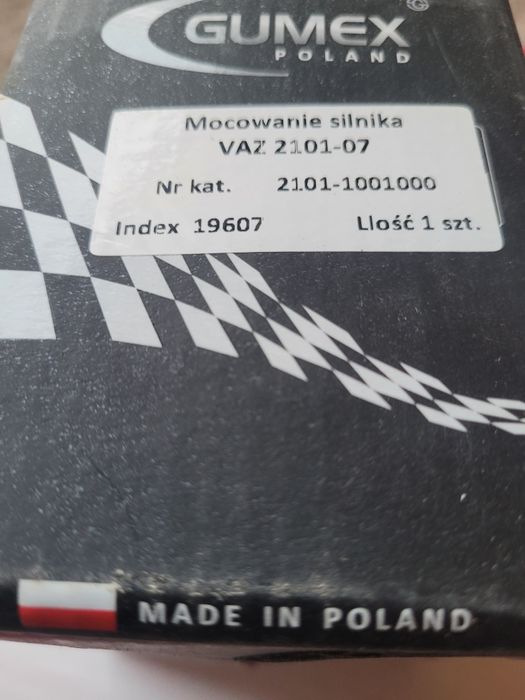 GUMEX
POLAND
Mocowanie silnika
VAZ 2101-07
Nr kat. 2101-1001000
Index 19607 Llość 1 szt.
MADE IN POLAND